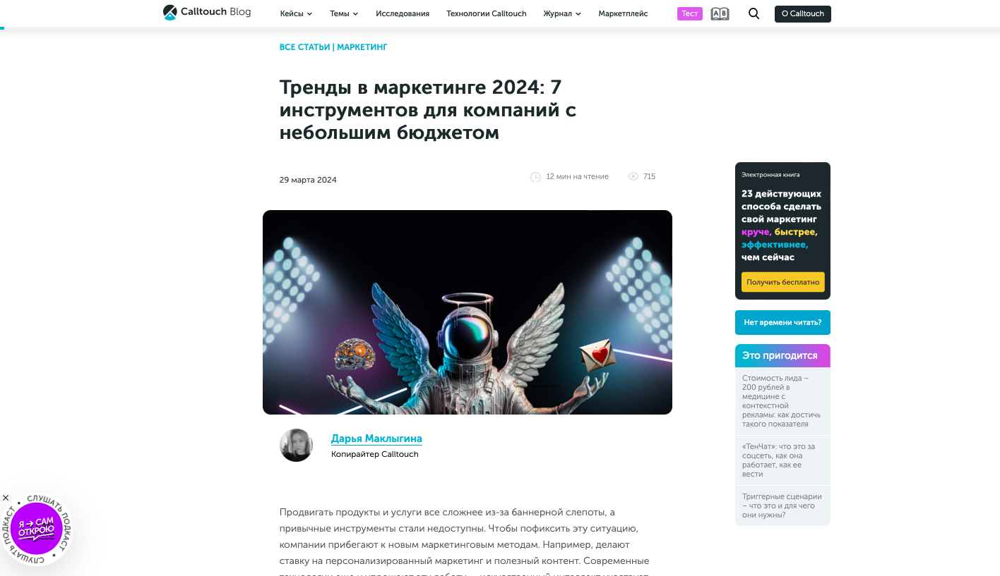 Calltouch Blog
Кейсы
Темы
Исследования
Технологии Calltouch
Журнал
Маркетплейс
Тест
A B
О Calltouch
ВСЕ СТАТЬИ | МАРКЕТИНГ
Тренды в маркетинге 2024: 7
инструментов для компаний с
небольшим бюджетом
29 марта 2024
12 мин на чтение
715
Электронная книга
23 действующих
способа сделать
свой маркетинг
круче, быстрее,
эффективнее,
чем сейчас
Получить бесплатно
Нет времени читать?
Это пригодится
Стоимость лида –
200 рублей в
медицине с
контекстной
рекламы: как достичь
такого показателя
«ТенЧат»: что это за
соцсеть, как она
работает, как ее
вести
Триггерные сценарии
– что это и для чего
они нужны?
Дарья Маклыгина
Копирайтер Calltouch
Продвигать продукты и услуги все сложнее из-за баннерной слепоты, а
привычные инструменты стали недоступны. Чтобы пофиксить эту ситуацию,
компании прибегают к новым маркетинговым методам. Например, делают
ставку на персонализированный маркетинг и полезный контент. Современные
СЛУШАТЬ ПОДКАСТ • СЛУШАТЬ ПОДКАСТ •
Я → САМ
ОТКРОЮ